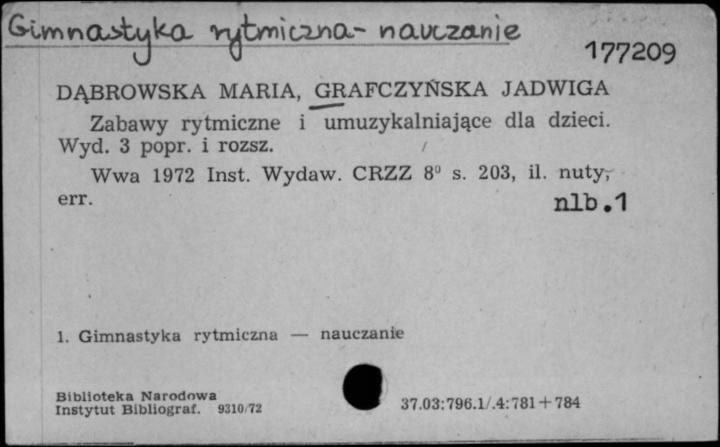 Gimnastyka rytmiczna - nauczanie
177209
DĄBROWSKA MARIA, GRAFCZYŃSKA JADWIGA
Zabawy rytmiczne i umuzykalniające dla dzieci.
Wyd. 3 popr. i rozsz.
Wwa 1972 Inst. Wydaw. CRZZ 8⁰ s. 203, il. nuty,
err.
nlb.1
1. Gimnastyka rytmiczna — nauczanie
Biblioteka Narodowa
Instytut Bibliograf. 9310/72
37.03:796.1/.4:781+784